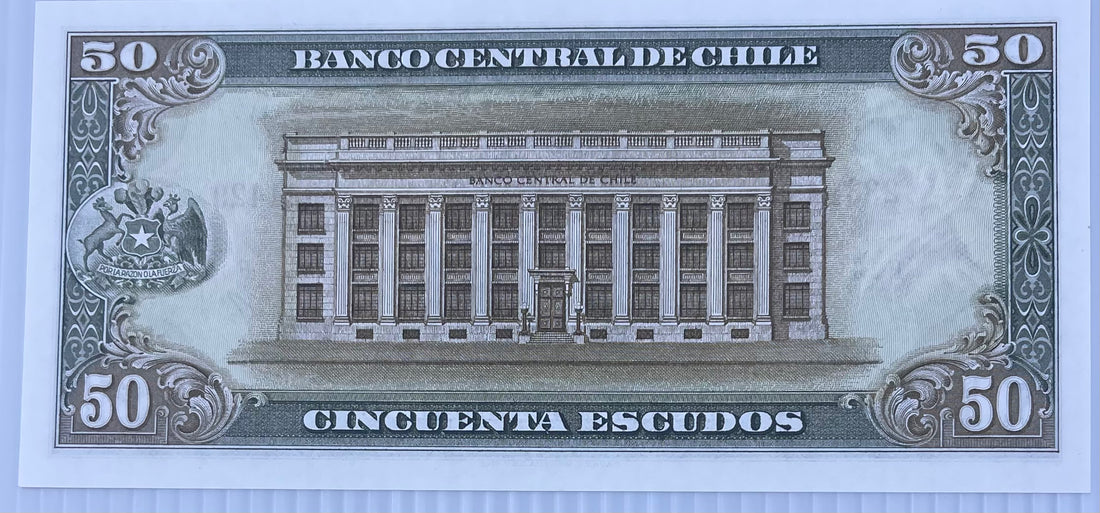 50 BANCO CENTRAL DE CHILE 50
BANCO CENTRAL DE CHILE
POR LA RAZON O LA FUERZA
50 CINCUENTA ESCUDOS 50